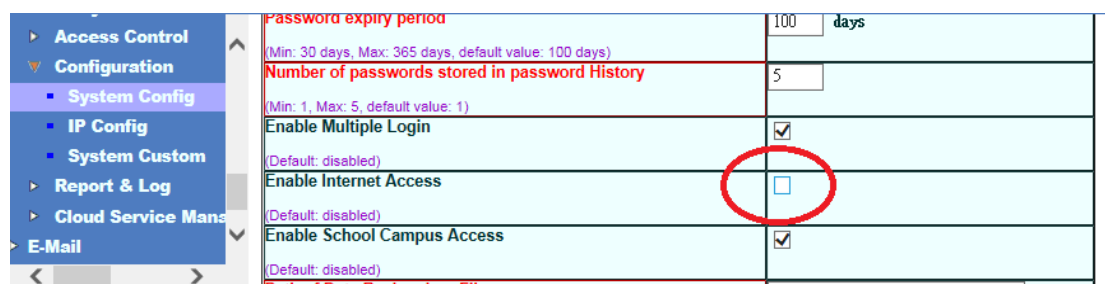 Access Control
Configuration
System Config
IP Config
System Custom
Report & Log
Cloud Service Mana
E-Mail
Password expiry period
100 days
(Min: 30 days, Max: 365 days, default value: 100 days)
Number of passwords stored in password History
5
(Min: 1, Max: 5, default value: 1)
Enable Multiple Login
(Default: disabled)
Enable Internet Access
(Default: disabled)
Enable School Campus Access
(Default: disabled)